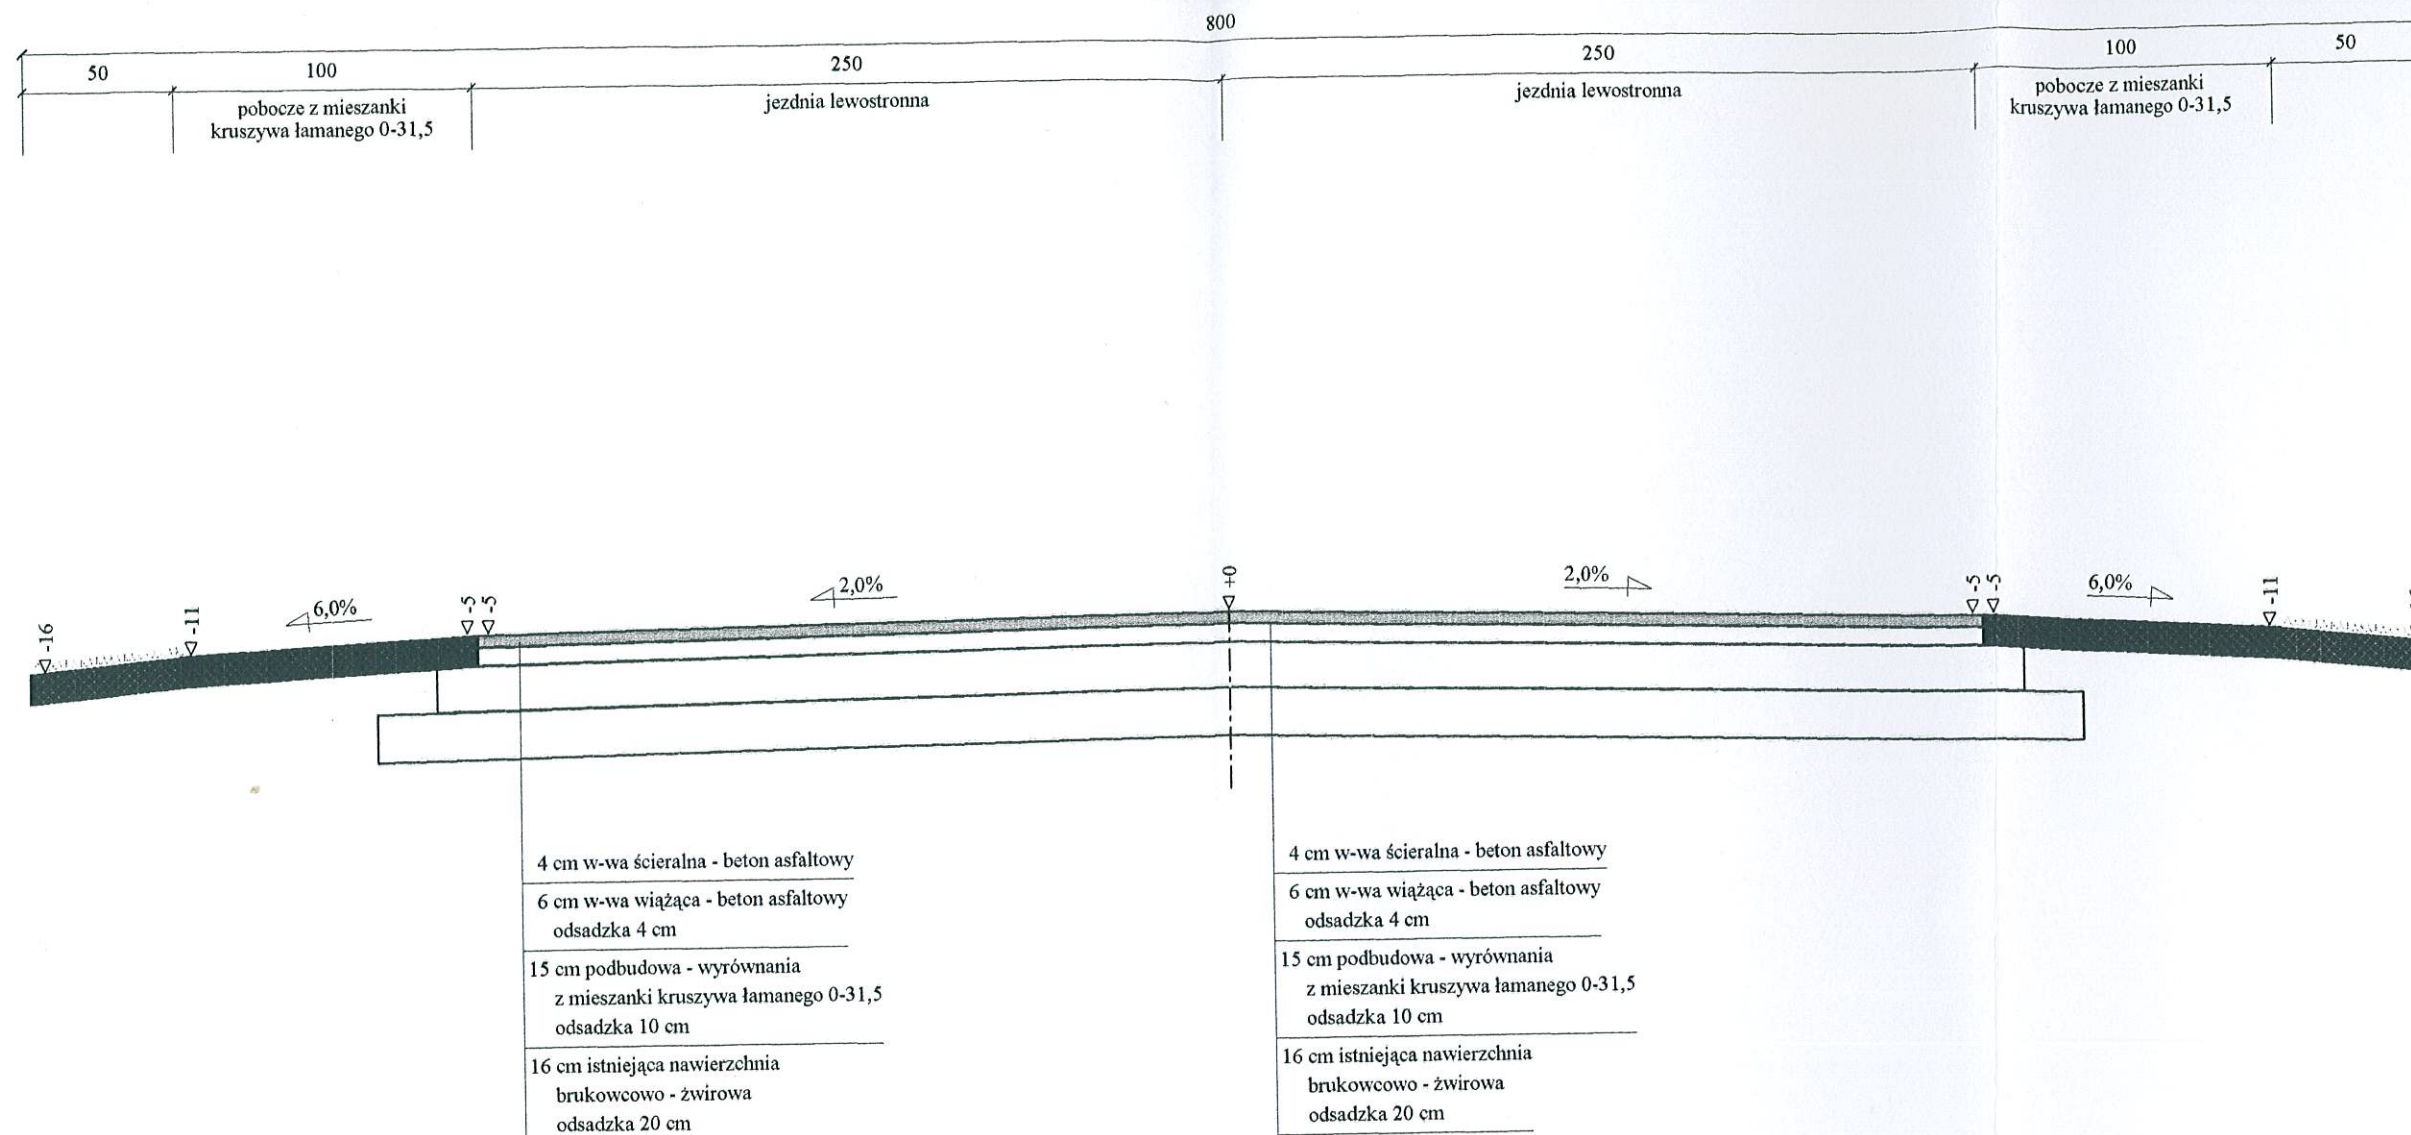 800
50
100
250
250
100
50
pobocze z mieszanki
kruszywa łamanego 0-31,5
jezdnia lewostronna
jezdnia lewostronna
pobocze z mieszanki
kruszywa łamanego 0-31,5
-16
-11
6,0%
-5
-5
2,0%
+0
2,0%
-5
-5
6,0%
-11
4 cm w-wa ścieralna - beton asfaltowy
6 cm w-wa wiążąca - beton asfaltowy
odsadzka 4 cm
15 cm podbudowa - wyrównania
z mieszanki kruszywa łamanego 0-31,5
odsadzka 10 cm
16 cm istniejąca nawierzchnia
brukowcowo - żwirowa
odsadzka 20 cm
4 cm w-wa ścieralna - beton asfaltowy
6 cm w-wa wiążąca - beton asfaltowy
odsadzka 4 cm
15 cm podbudowa - wyrównania
z mieszanki kruszywa łamanego 0-31,5
odsadzka 10 cm
16 cm istniejąca nawierzchnia
brukowcowo - żwirowa
odsadzka 20 cm